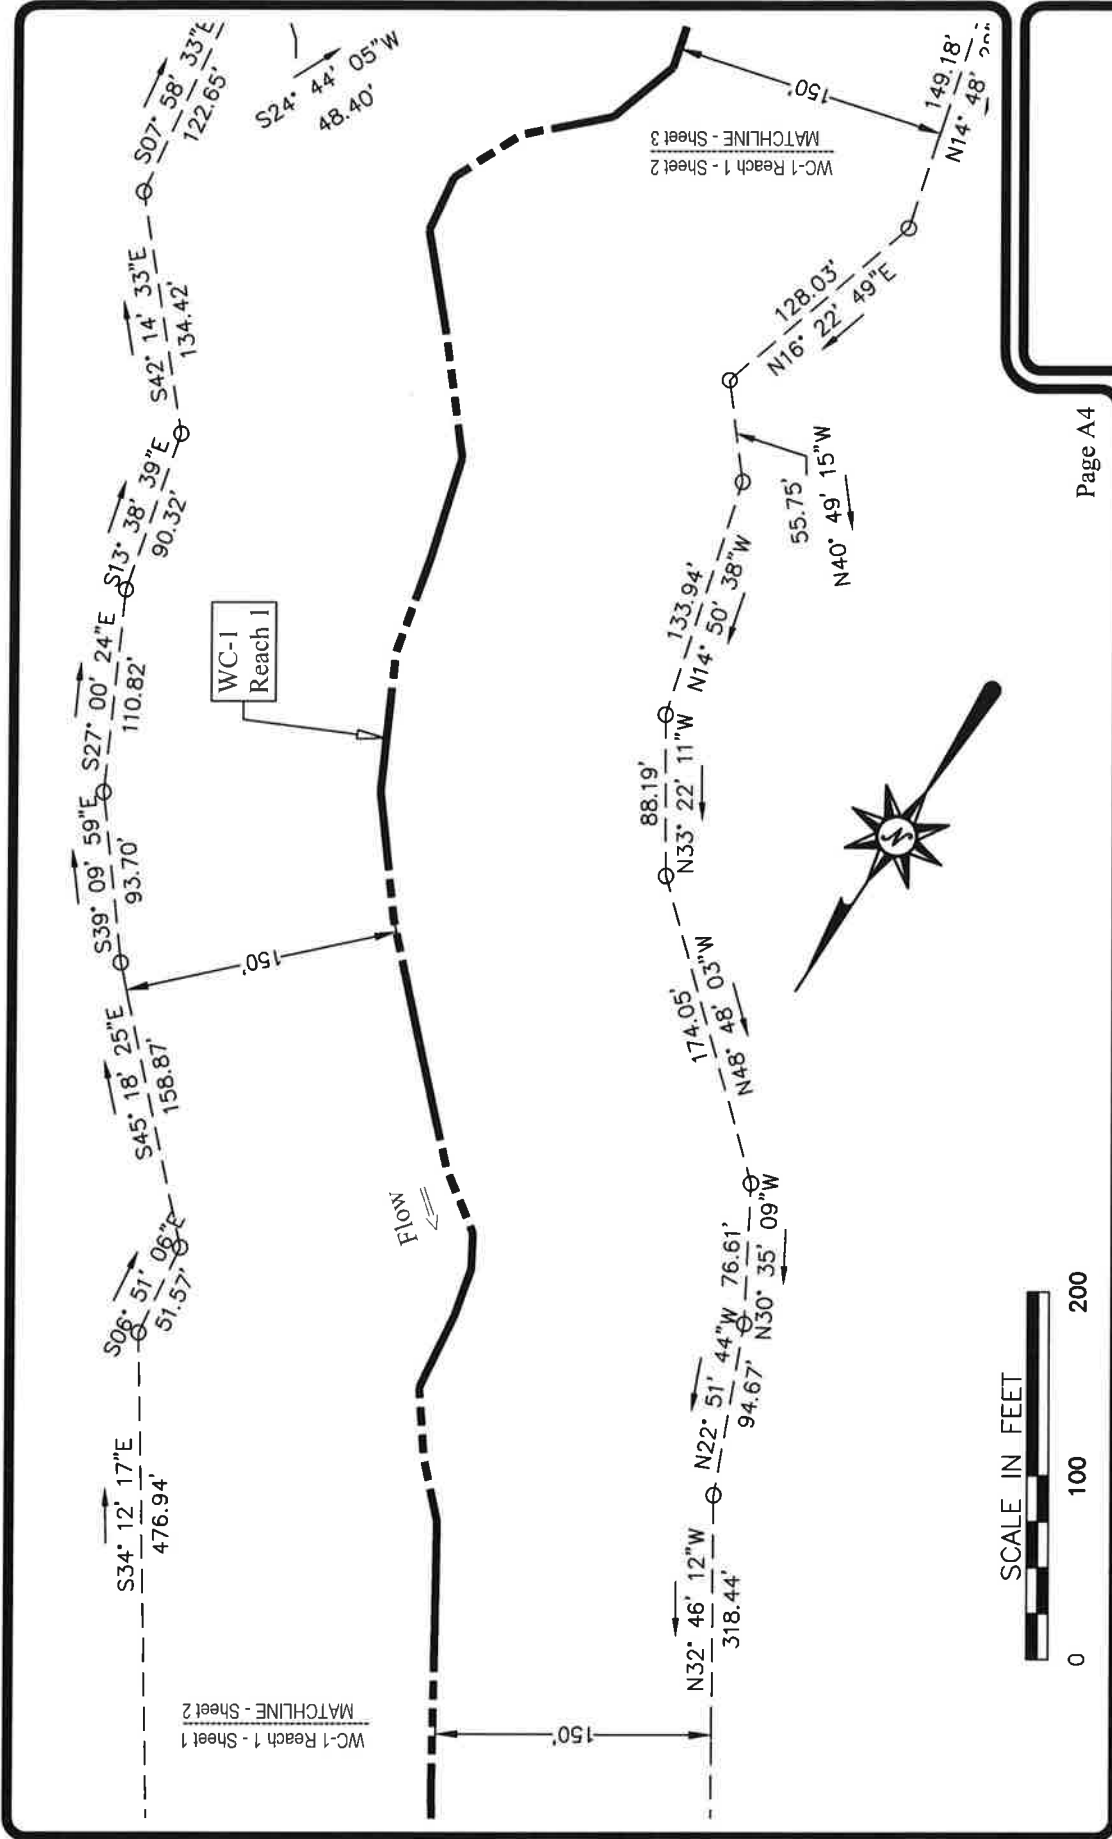 S34° 12' 17"E
476.94'
S06° 51' 06"E
51.57'
S45° 18' 25"E
158.87'
S39° 09' 59"E
93.70'
S27° 00' 24"E
110.82'
S13° 38' 39"E
90.32'
S42° 14' 33"E
134.42'
S07° 58' 33"E
122.65'
S24° 44' 05"W
48.40'
WC-1
Reach 1
150'
Flow
WC-1 Reach 1 - Sheet 1
MATCHLINE - Sheet 2
150'
WC-1 Reach 1 - Sheet 2
MATCHLINE - Sheet 3
150'
N32° 46' 12"W
318.44'
N22° 51' 44"W
94.67'
76.61'
N30° 35' 09"W
174.05'
N48° 48' 03"W
88.19'
N33° 22' 11"W
133.94'
N14° 50' 38"W
55.75'
N40° 49' 15"W
128.03'
N16° 22' 49"E
149.18'
N14° 48'
N
SCALE IN FEET
0 100 200
Page A4